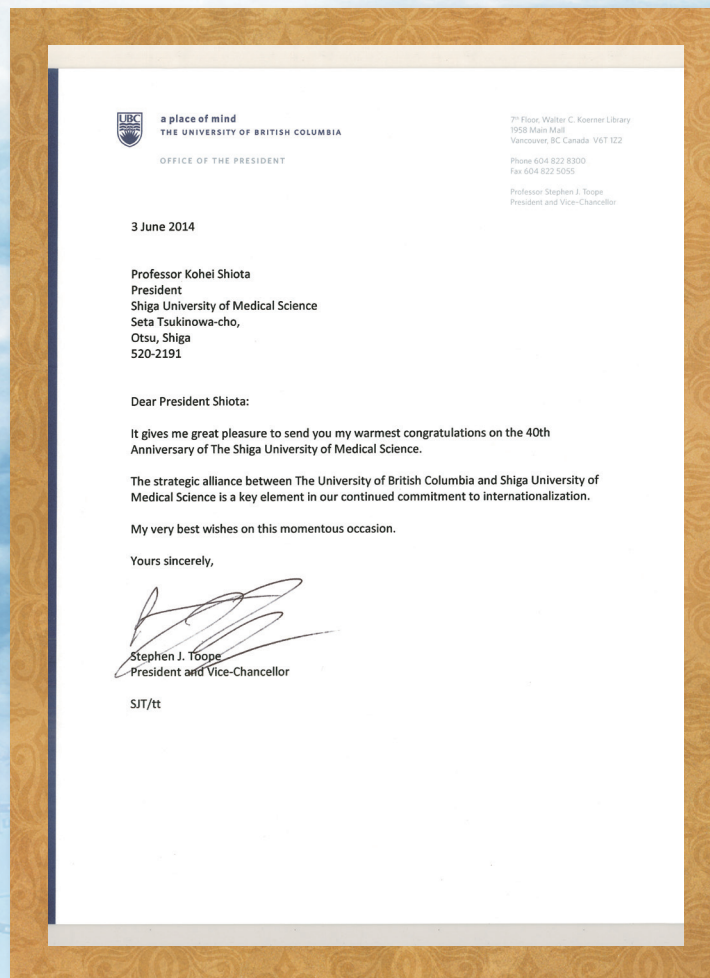 UBC
a place of mind
THE UNIVERSITY OF BRITISH COLUMBIA
OFFICE OF THE PRESIDENT
7th Floor, Walter C. Koerner Library
1958 Main Mall
Vancouver, BC Canada V6T 1Z2
Phone 604 822 8300
Fax 604 822 5055
Professor Stephen J. Toope
President and Vice-Chancellor
3 June 2014
Professor Kohei Shiota
President
Shiga University of Medical Science
Seta Tsukinowa-cho,
Otsu, Shiga
520-2191
Dear President Shiota:
It gives me great pleasure to send you my warmest congratulations on the 40th
Anniversary of The Shiga University of Medical Science.
The strategic alliance between The University of British Columbia and Shiga University of
Medical Science is a key element in our continued commitment to internationalization.
My very best wishes on this momentous occasion.
Yours sincerely,
Stephen J. Toope
President and Vice-Chancellor
SJT/tt